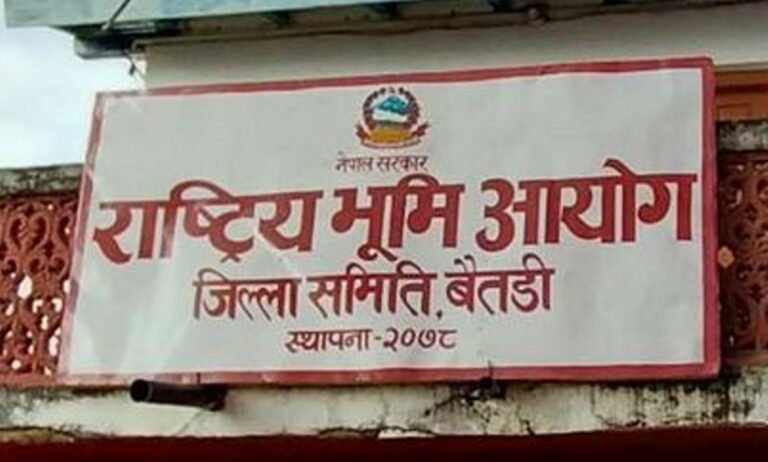 नेपाल सरकार
राष्ट्रिय भूमि आयोग
जिल्ला समिति, बैतडी
स्थापना-२०७८